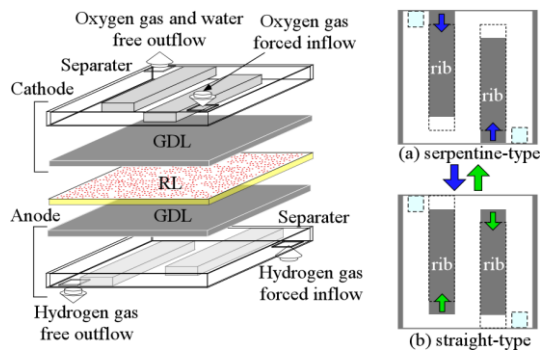 Oxygen gas and water
free outflow
Oxygen gas
forced inflow
Separater
Cathode
GDL
RL
GDL
Anode
Separater
Hydrogen gas
forced inflow
Hydrogen gas
free outflow
rib
rib
(a) serpentine-type
rib
rib
(b) straight-type